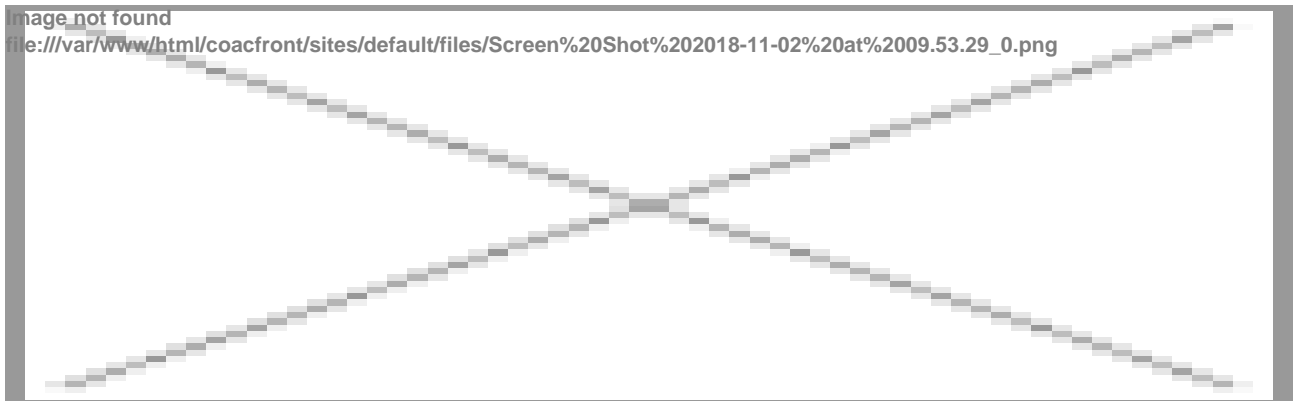 Image not found
file:///var/www/html/coacfront/sites/default/files/Screen%20Shot%202018-11-02%20at%2009.53.29_0.png